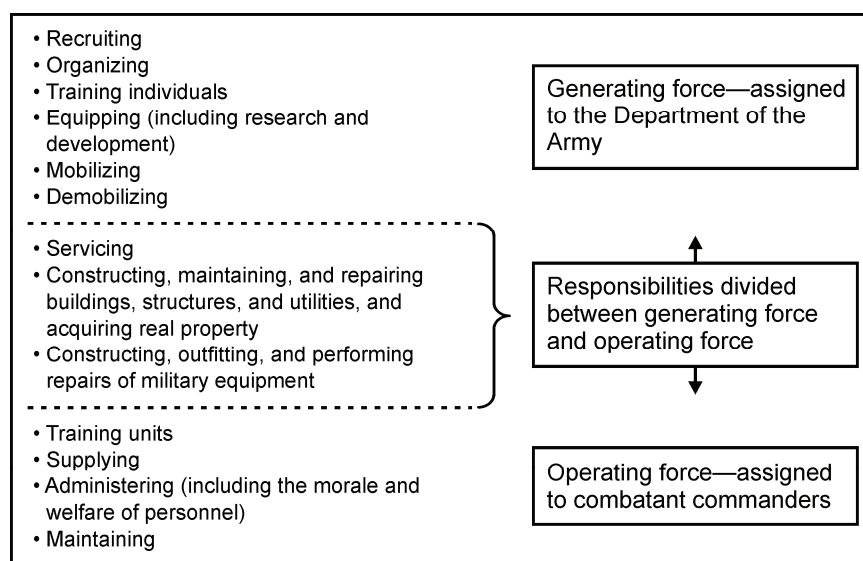 • Recruiting
• Organizing
• Training individuals
• Equipping (including research and
development)
• Mobilizing
• Demobilizing
Generating force—assigned
to the Department of the
Army
• Servicing
• Constructing, maintaining, and repairing
buildings, structures, and utilities, and
acquiring real property
• Constructing, outfitting, and performing
repairs of military equipment
Responsibilities divided
between generating force
and operating force
• Training units
• Supplying
• Administering (including the morale and
welfare of personnel)
• Maintaining
Operating force—assigned
to combatant commanders